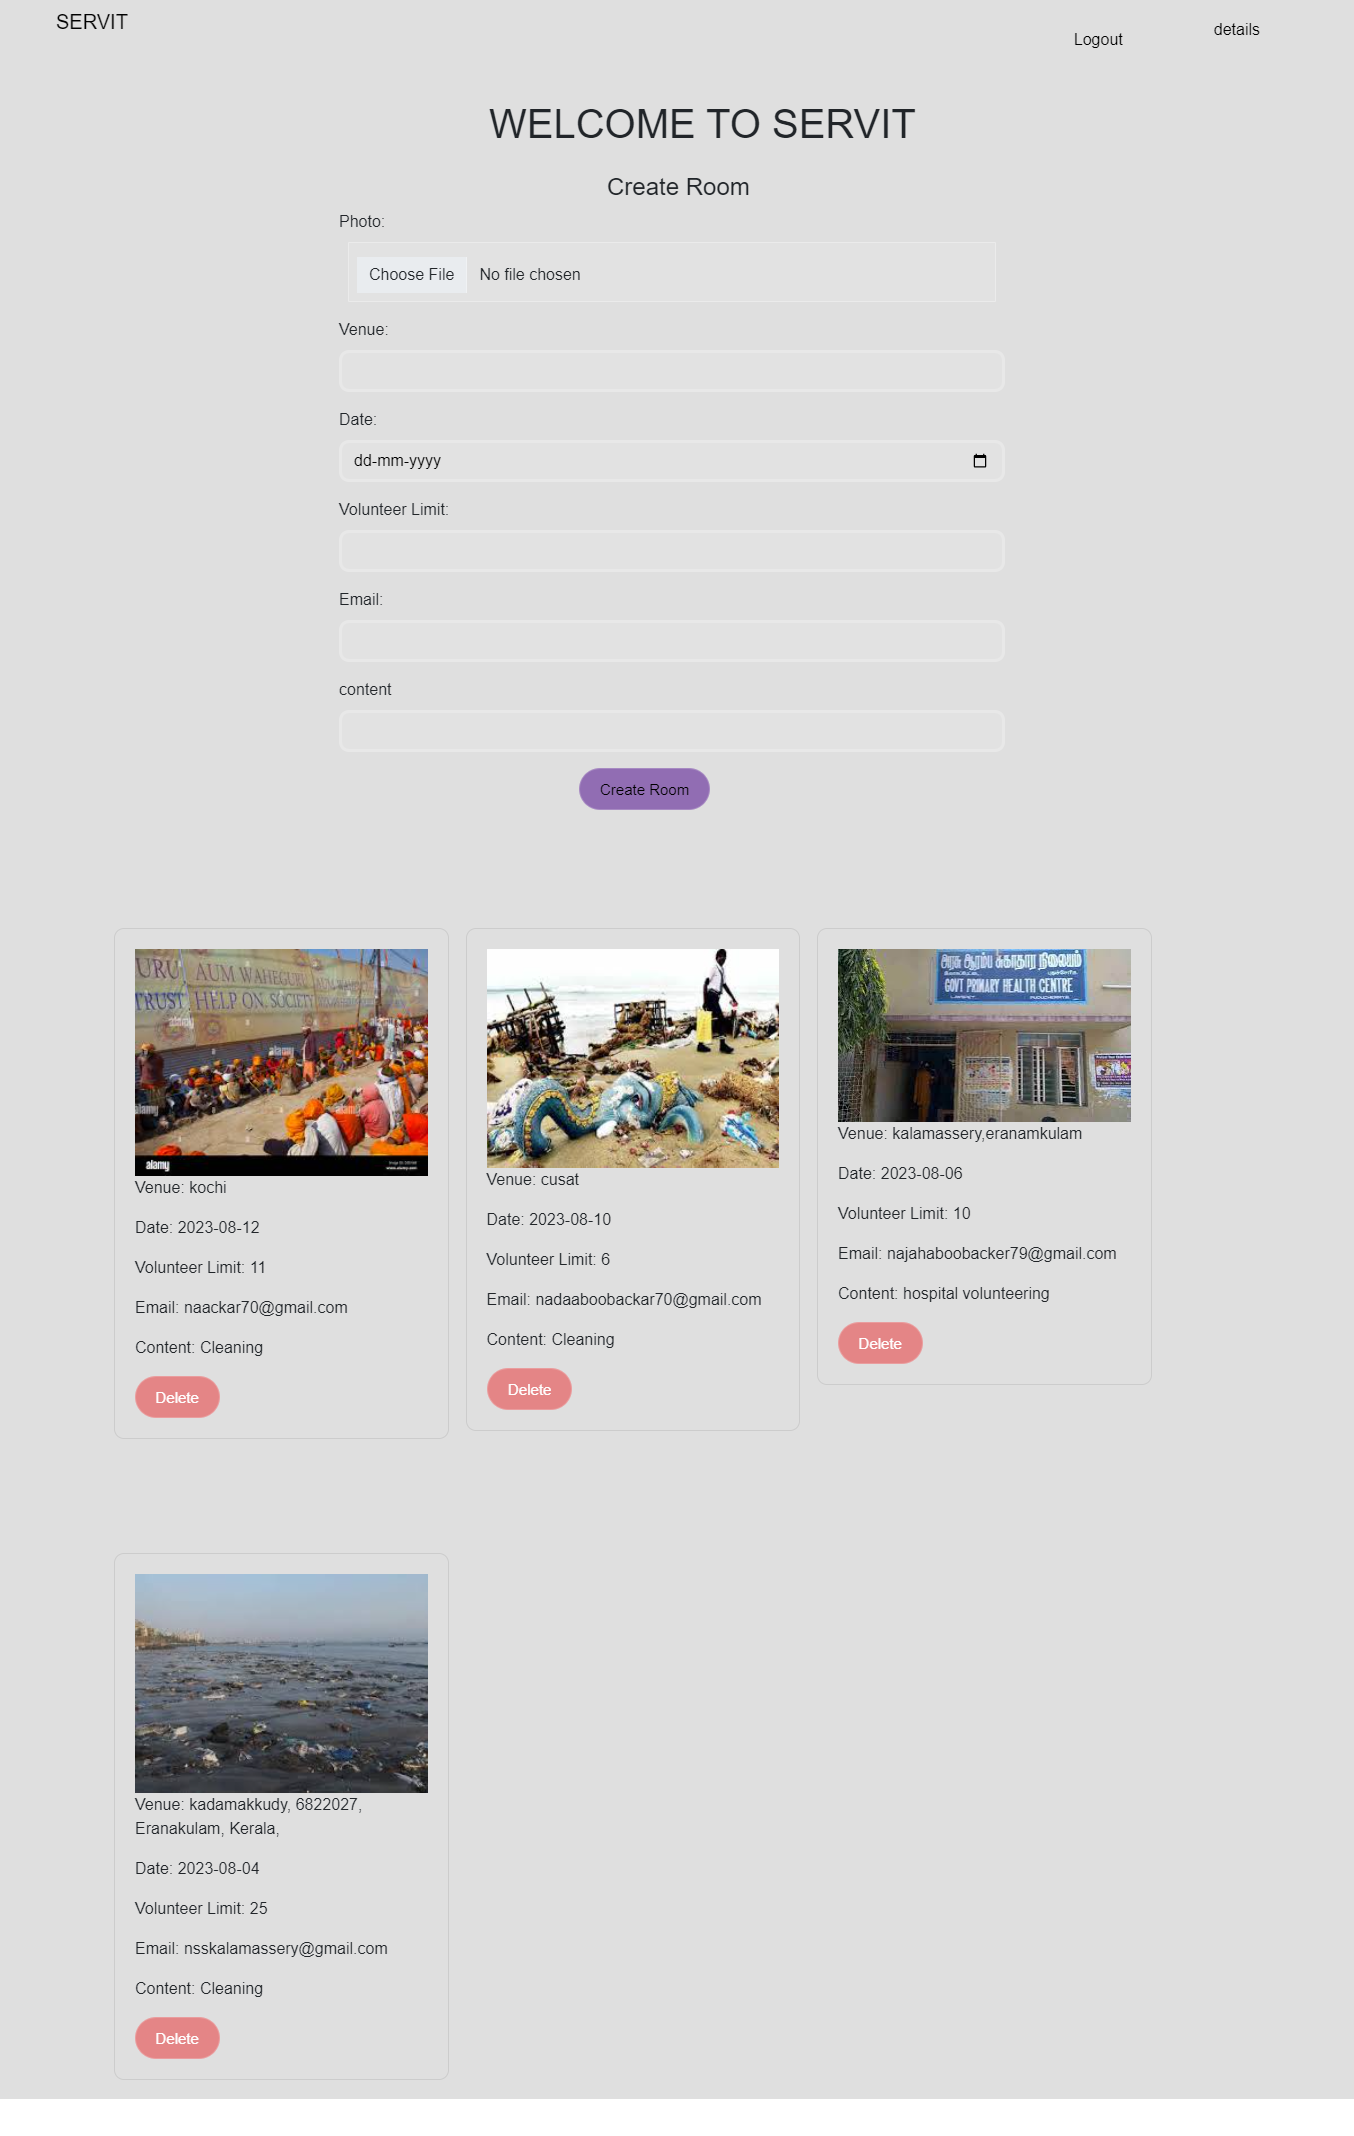 SERVIT
Logout
details
WELCOME TO SERVIT
Create Room
Photo:
Choose File
No file chosen
Venue:
Date:
dd-mm-yyyy
Volunteer Limit:
Email:
content
Create Room
URU
AUM WAHEGURU
TRUST
HELP ON SOCIETY
alamy
alamy
alamy
alamy
alamy
Venue: kochi
Date: 2023-08-12
Volunteer Limit: 11
Email: naackar70@gmail.com
Content: Cleaning
Delete
Venue: cusat
Date: 2023-08-10
Volunteer Limit: 6
Email: nadaaboobackar70@gmail.com
Content: Cleaning
Delete
அரசு ஆரம்ப சுகாதார நிலையம்
GOVT PRIMARY HEALTH CENTRE
Venue: kalamassery,eranamkulam
Date: 2023-08-06
Volunteer Limit: 10
Email: najahaboobacker79@gmail.com
Content: hospital volunteering
Delete
Venue: kadamakkudy, 6822027,
Eranakulam, Kerala,
Date: 2023-08-04
Volunteer Limit: 25
Email: nsskalamassery@gmail.com
Content: Cleaning
Delete